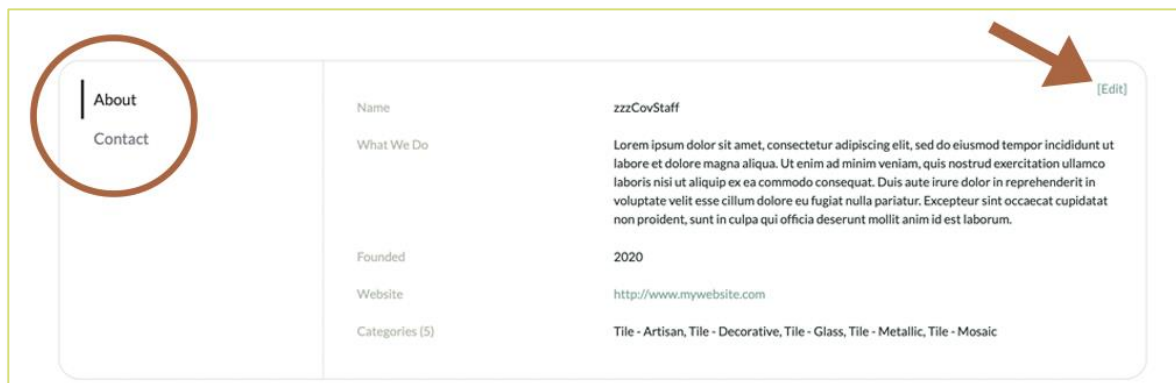 About
Contact
[Edit]
Name
zzzCovStaff
What We Do
Lorem ipsum dolor sit amet, consectetur adipiscing elit, sed do eiusmod tempor incididunt ut
labore et dolore magna aliqua. Ut enim ad minim veniam, quis nostrud exercitation ullamco
laboris nisi ut aliquip ex ea commodo consequat. Duis aute irure dolor in reprehenderit in
voluptate velit esse cillum dolore eu fugiat nulla pariatur. Excepteur sint occaecat cupidatat
non proident, sunt in culpa qui officia deserunt mollit anim id est laborum.
Founded
2020
Website
http://www.mywebsite.com
Categories (5)
Tile - Artisan, Tile - Decorative, Tile - Glass, Tile - Metallic, Tile - Mosaic